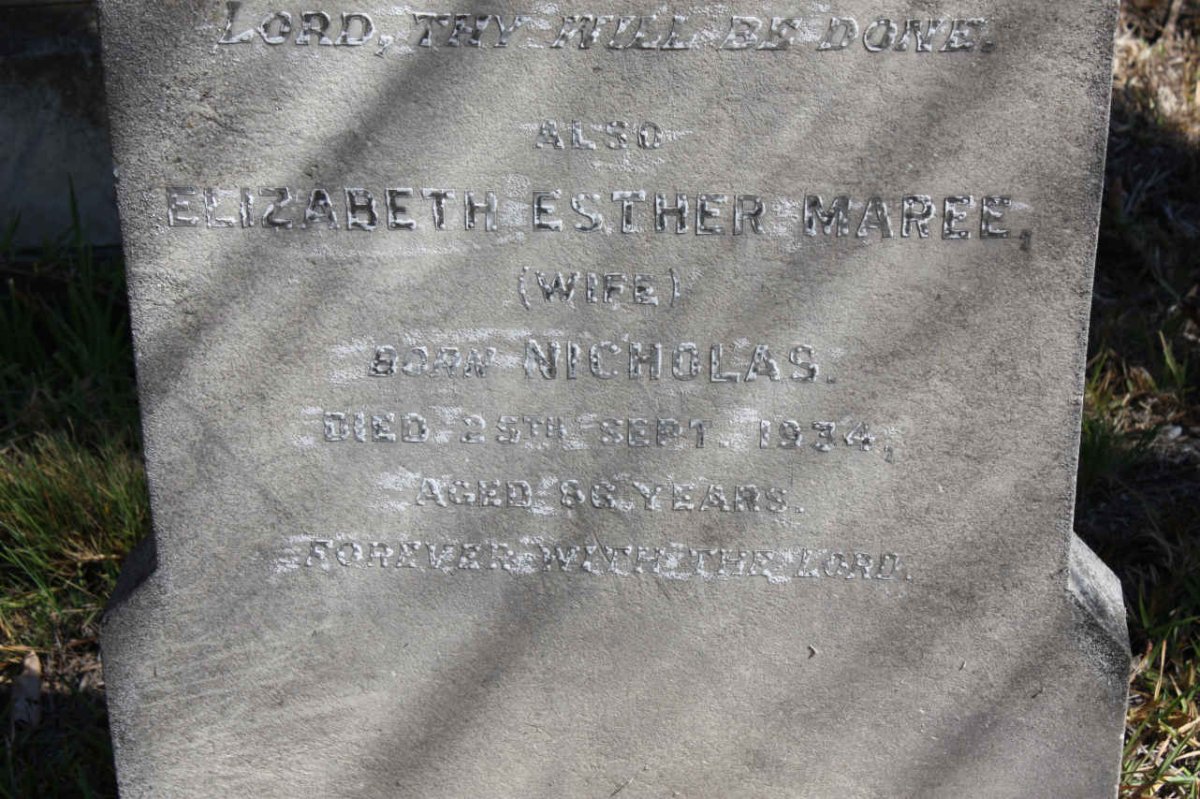 LORD, THY WILL BE DONE.
ALSO
ELIZABETH ESTHER MAREE,
(WIFE)
BORN NICHOLAS.
DIED 25TH SEPT. 1934,
AGED 86 YEARS.
FOREVER WITH THE LORD.